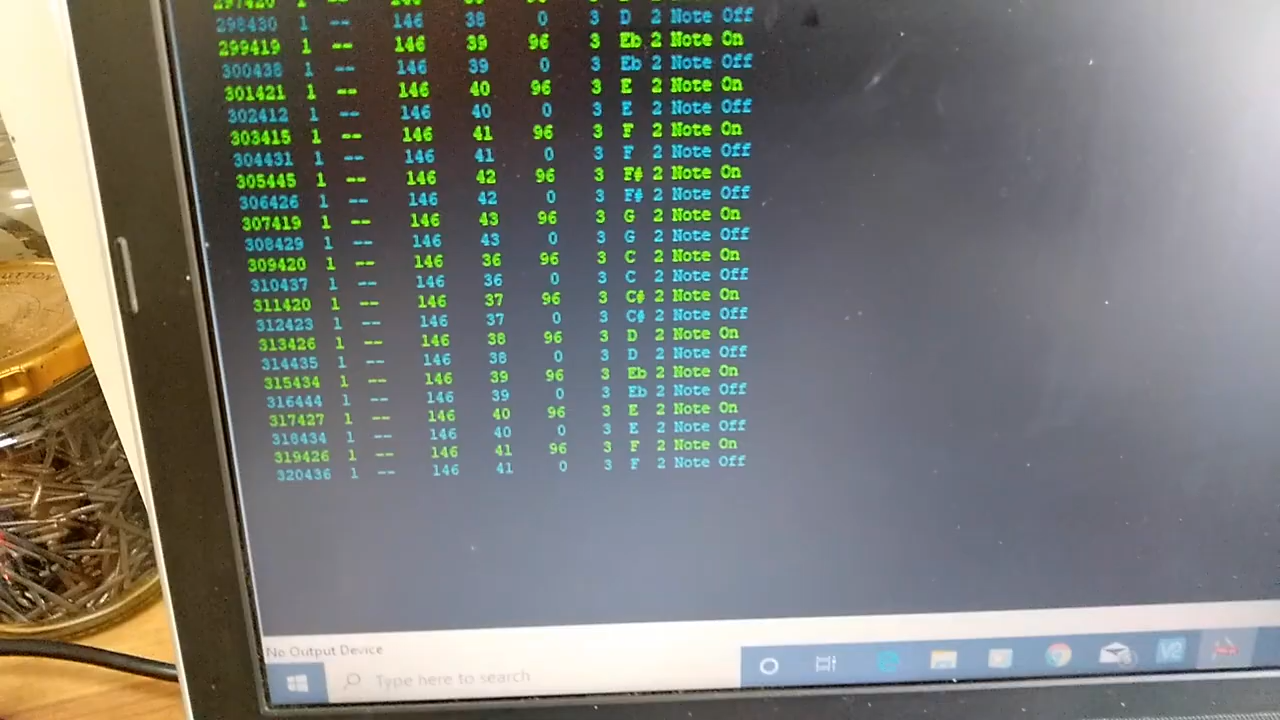 298430 1 -- 146 38 0 3 D 2 Note Off
299419 1 -- 146 39 96 3 Eb 2 Note On
300438 1 -- 146 39 0 3 Eb 2 Note Off
301421 1 -- 146 40 96 3 E 2 Note On
302412 1 -- 146 40 0 3 E 2 Note Off
303415 1 -- 146 41 96 3 F 2 Note On
304431 1 -- 146 41 0 3 F 2 Note Off
305445 1 -- 146 42 96 3 F# 2 Note On
306426 1 -- 146 42 0 3 F# 2 Note Off
307419 1 -- 146 43 96 3 G 2 Note On
308429 1 -- 146 43 0 3 G 2 Note Off
309420 1 -- 146 36 96 3 C 2 Note On
310437 1 -- 146 36 0 3 C 2 Note Off
311420 1 -- 146 37 96 3 C# 2 Note On
312423 1 -- 146 37 0 3 C# 2 Note Off
313426 1 -- 146 38 96 3 D 2 Note On
314435 1 -- 146 38 0 3 D 2 Note Off
315434 1 -- 146 39 96 3 Eb 2 Note On
316444 1 -- 146 39 0 3 Eb 2 Note Off
317427 1 -- 146 40 96 3 E 2 Note On
318434 1 -- 146 40 0 3 E 2 Note Off
319426 1 -- 146 41 96 3 F 2 Note On
320436 1 -- 146 41 0 3 F 2 Note Off
No Output Device
Type here to search